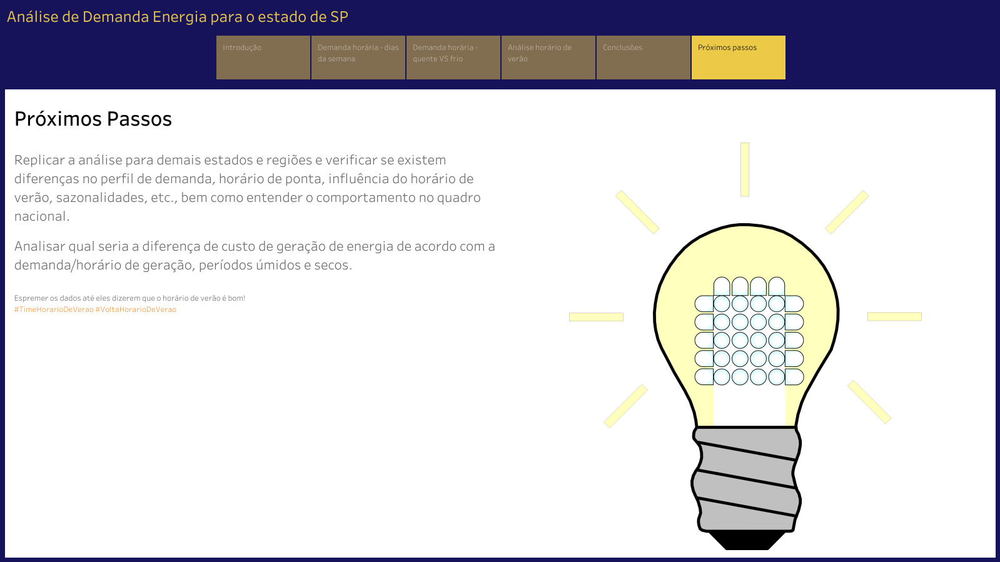 Análise de Demanda Energia para o estado de SP
Introdução
Demanda horária - dias
da semana
Demanda horária -
quente VS frio
Análise horário de
verão
Conclusões
Próximos passos
Próximos Passos
Replicar a análise para demais estados e regiões e verificar se existem
diferenças no perfil de demanda, horário de ponta, influência do horário de
verão, sazonalidades, etc., bem como entender o comportamento no quadro
nacional.
Analisar qual seria a diferença de custo de geração de energia de acordo com a
demanda/horário de geração, períodos úmidos e secos.
Espremer os dados até eles dizerem que o horário de verão é bom!
#TimeHorarioDeVerao #VoltaHorarioDeVerao